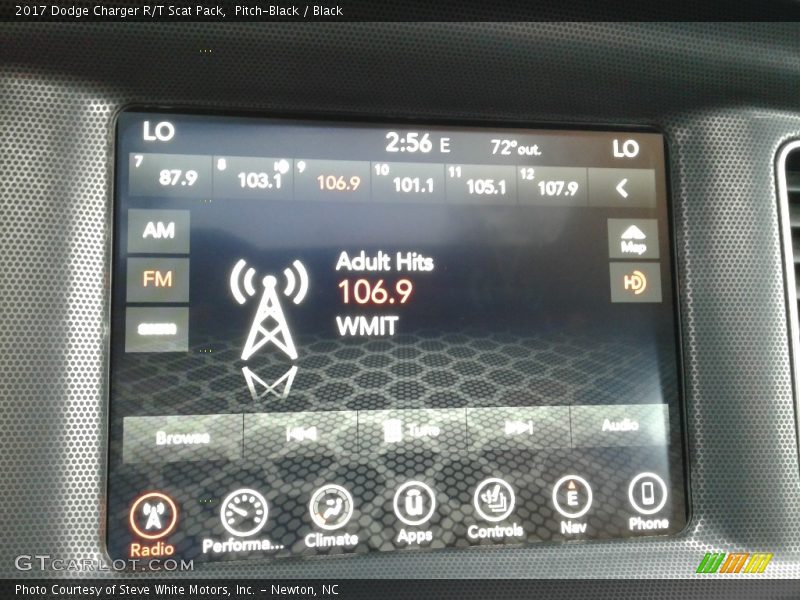 2017 Dodge Charger R/T Scat Pack, Pitch-Black / Black
LO 2:56 E 72° out. LO
7 87.9 8 103.1 HD 9 106.9 10 101.1 11 105.1 12 107.9 <
AM
FM
Map
HD
Adult Hits
106.9
WMIT
Browse Tune Audio
Radio Performa... Climate Apps Controls E Nav Phone
GTCARLOT.COM
Photo Courtesy of Steve White Motors, Inc. – Newton, NC